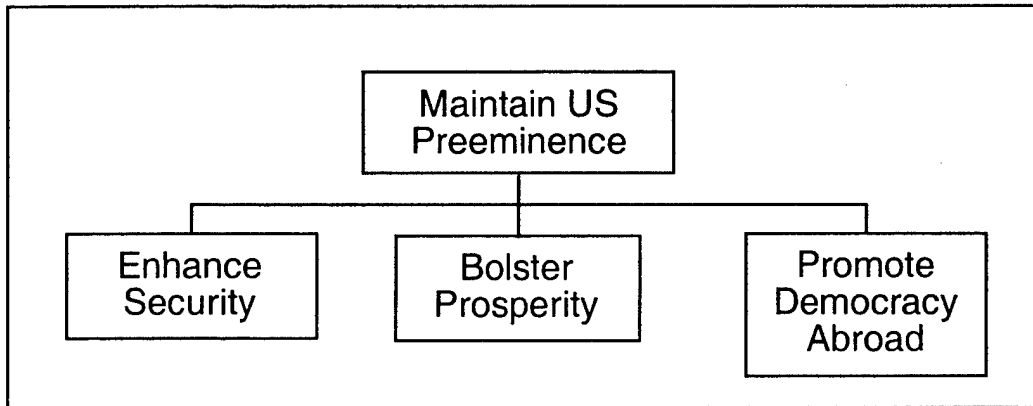 Maintain US
Preeminence
Enhance
Security
Bolster
Prosperity
Promote
Democracy
Abroad